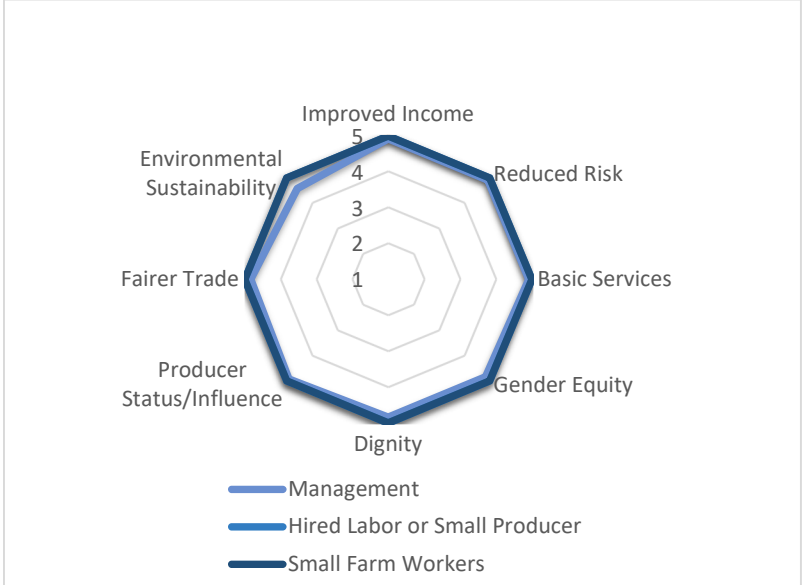 Improved Income
5
Environmental
Sustainability
4
Reduced Risk
3
2
Fairer Trade
1
Basic Services
Producer
Status/Influence
Gender Equity
Dignity
Management
Hired Labor or Small Producer
Small Farm Workers